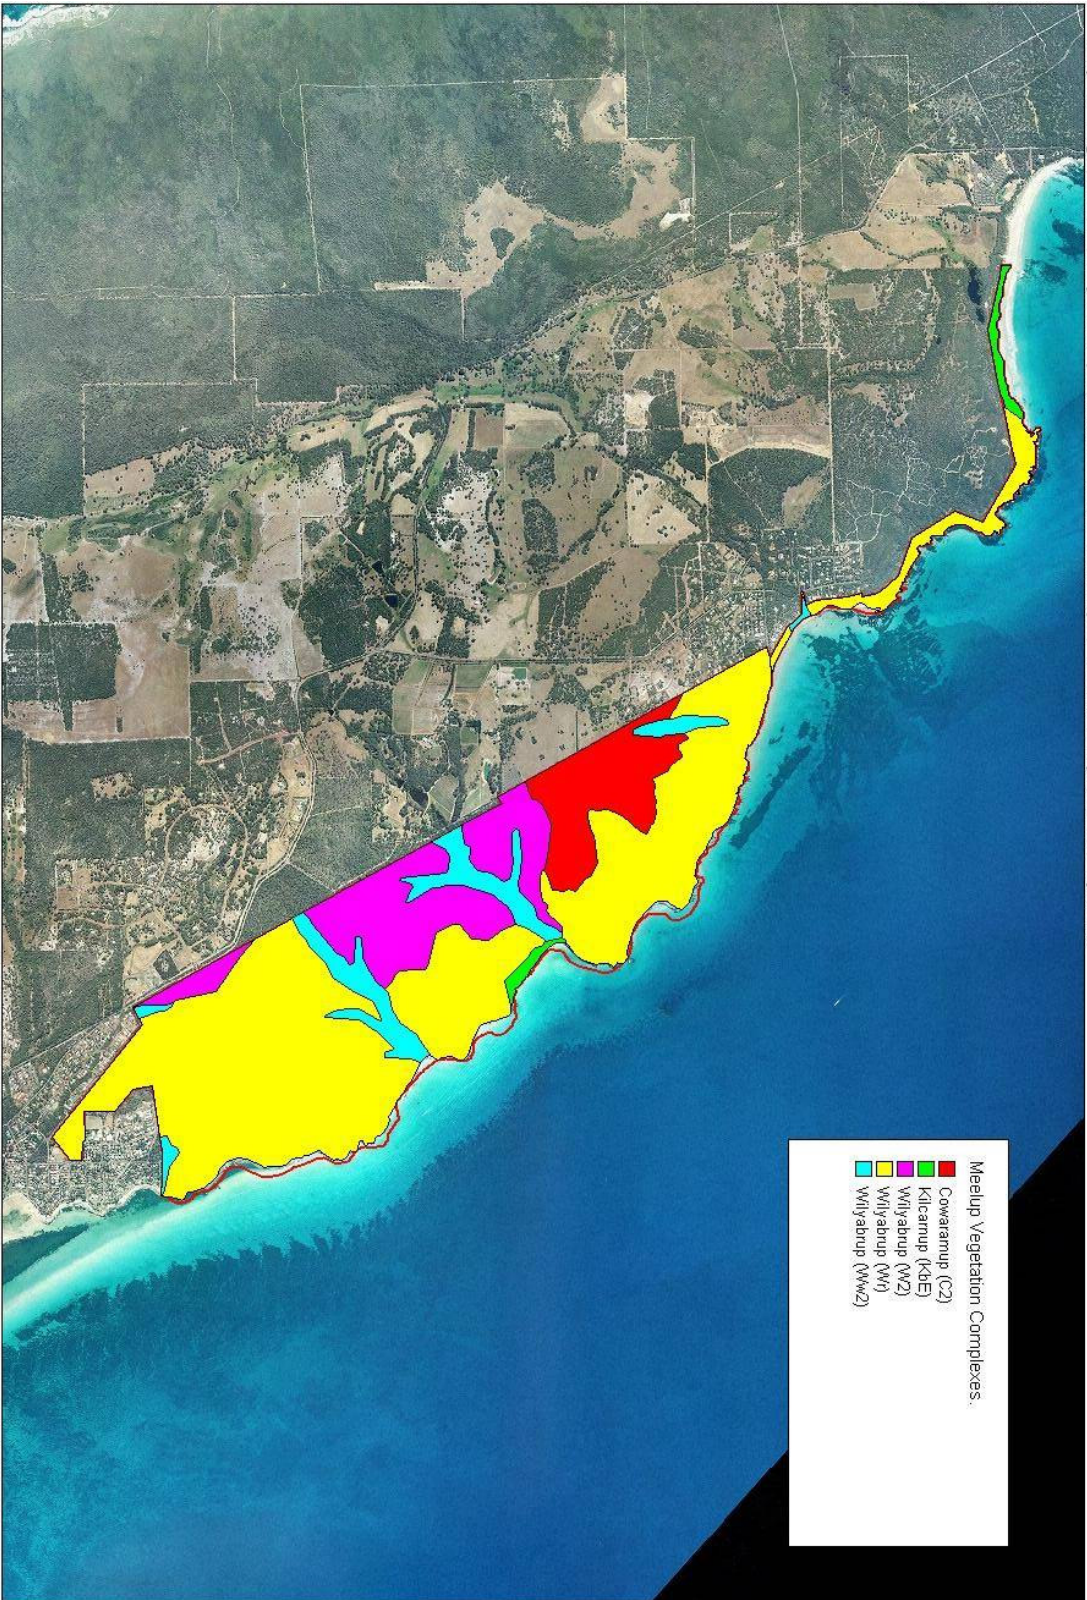 Meelup Vegetation Complexes.
Cowaramup (C2)
Kilcarnup (KbE)
Wilyabrup (W2)
Wilyabrup (Wr)
Wilyabrup (Ww2)